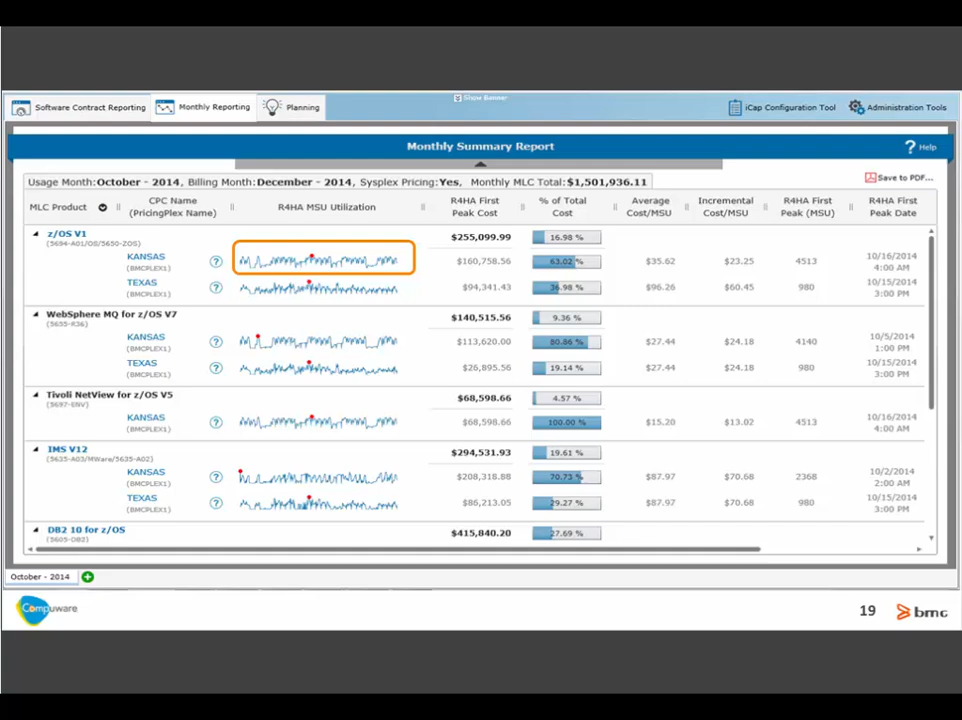 Show Banner
Software Contract Reporting Monthly Reporting Planning iCap Configuration Tool Administration Tools
Monthly Summary Report ? Help
Usage Month:October - 2014, Billing Month:December - 2014, Sysplex Pricing:Yes, Monthly MLC Total:$1,501,936.11 Save to PDF...
MLC Product CPC Name (PricingPlex Name) R4HA MSU Utilization R4HA First Peak Cost % of Total Cost Average Cost/MSU Incremental Cost/MSU R4HA First Peak (MSU) R4HA First Peak Date
z/OS V1 $255,099.99 16.98 %
(5694-A01/OS/5650-ZOS)
KANSAS ? $160,758.56 63.02 % $35.62 $23.25 4513 10/16/2014
(BMCPLEX1) 4:00 AM
TEXAS ? $94,341.43 36.98 % $96.26 $60.45 980 10/15/2014
(BMCPLEX1) 3:00 PM
WebSphere MQ for z/OS V7 $140,515.56 9.36 %
(5655-R36)
KANSAS ? $113,620.00 80.86 % $27.44 $24.18 4140 10/5/2014
(BMCPLEX1) 1:00 PM
TEXAS ? $26,895.56 19.14 % $27.44 $24.18 980 10/15/2014
(BMCPLEX1) 3:00 PM
Tivoli NetView for z/OS V5 $68,598.66 4.57 %
(5697-ENV)
KANSAS ? $68,598.66 100.00 % $15.20 $13.02 4513 10/16/2014
(BMCPLEX1) 4:00 AM
IMS V12 $294,531.93 19.61 %
(5635-A03/MWare/5635-A02)
KANSAS ? $208,318.88 70.73 % $87.97 $70.68 2368 10/2/2014
(BMCPLEX1) 2:00 AM
TEXAS ? $86,213.05 29.27 % $87.97 $70.68 980 10/15/2014
(BMCPLEX1) 3:00 PM
DB2 10 for z/OS $415,840.20 27.69 %
(5605-DB2)
October - 2014
Compuware 19 bmc